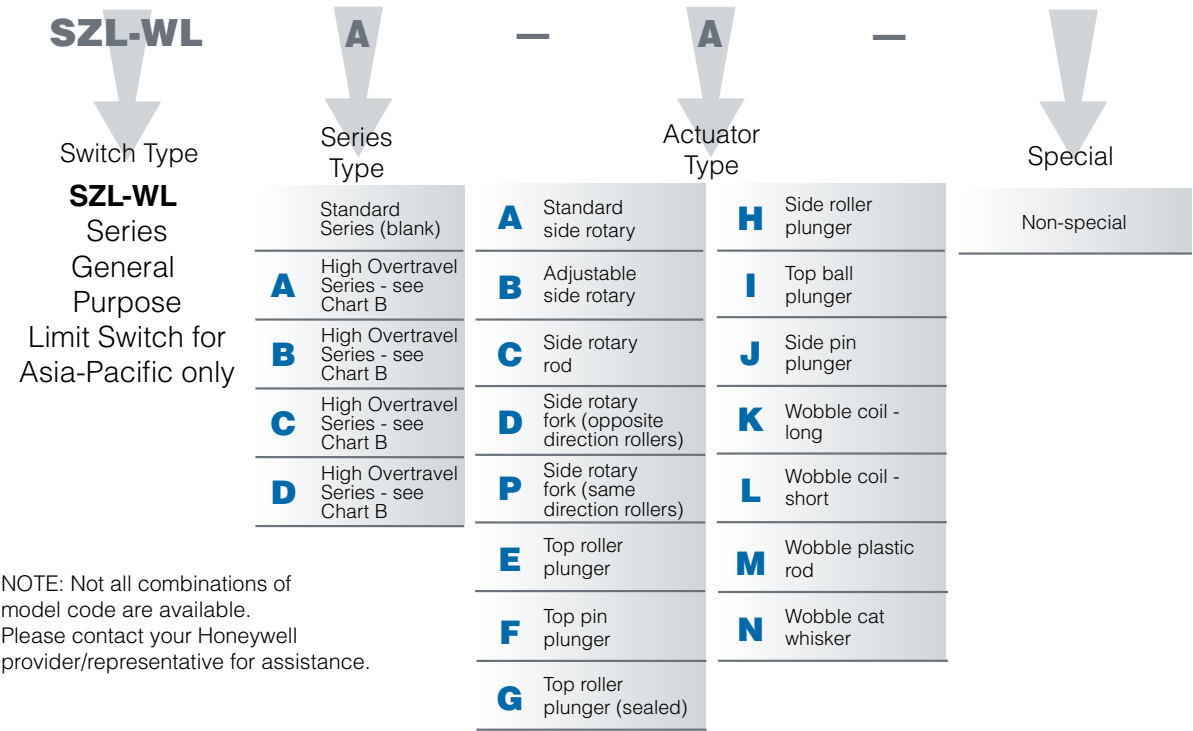 SZL-WL A — A —
Switch Type
SZL-WL
Series
General
Purpose
Limit Switch for
Asia-Pacific only
Series
Type
Standard
Series (blank)
A High Overtravel
Series - see
Chart B
B High Overtravel
Series - see
Chart B
C High Overtravel
Series - see
Chart B
D High Overtravel
Series - see
Chart B
Actuator
Type
A Standard
side rotary
B Adjustable
side rotary
C Side rotary
rod
D Side rotary
fork (opposite
direction rollers)
P Side rotary
fork (same
direction rollers)
E Top roller
plunger
F Top pin
plunger
G Top roller
plunger (sealed)
H Side roller
plunger
I Top ball
plunger
J Side pin
plunger
K Wobble coil -
long
L Wobble coil -
short
M Wobble plastic
rod
N Wobble cat
whisker
Special
Non-special
NOTE: Not all combinations of
model code are available.
Please contact your Honeywell
provider/representative for assistance.